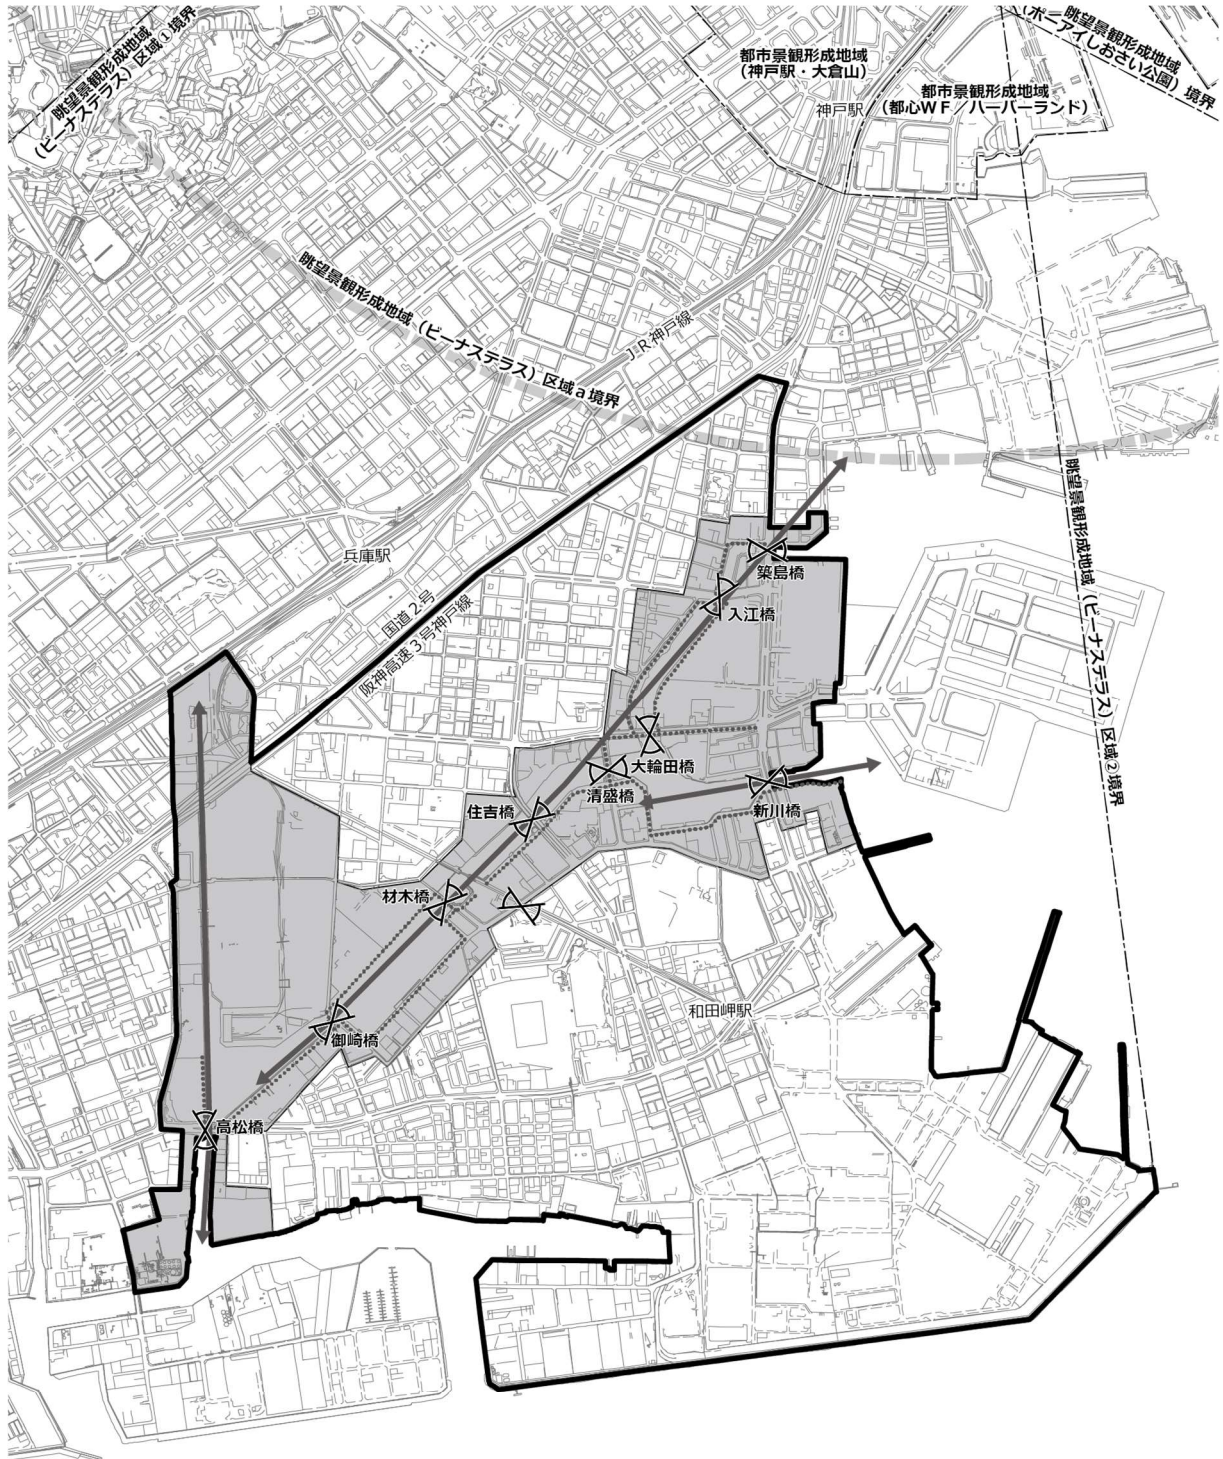 眺望景観形成地域
（ビーナステラス）区域①境界
都市景観形成地域
（神戸駅・大倉山）
神戸駅
都市景観形成地域
（都心ＷＦ／ハーバーランド）
眺望景観形成地域
（ポーアイしおさい公園）境界
眺望景観形成地域（ビーナステラス）区域ａ境界
ＪＲ神戸線
眺望景観形成地域（ビーナステラス）区域②境界
兵庫駅
国道２号
阪神高速３号神戸線
築島橋
入江橋
大輪田橋
清盛橋
住吉橋
新川橋
材木橋
和田岬駅
御崎橋
高松橋